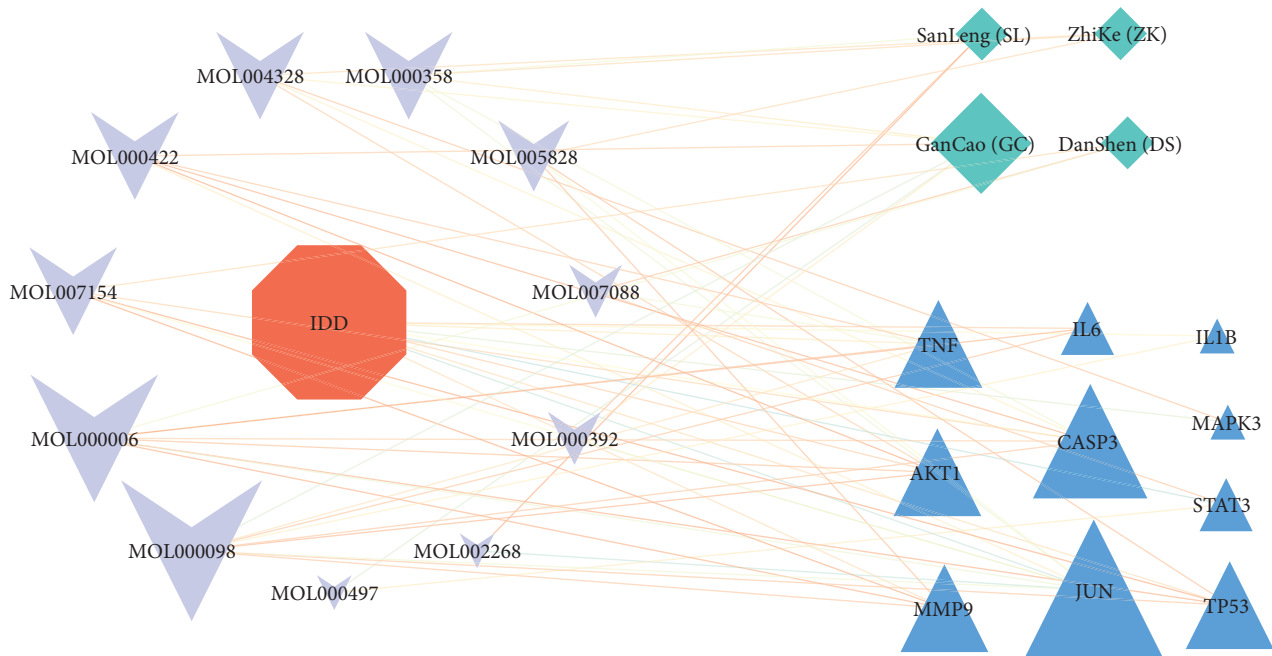 SanLeng (SL)
ZhiKe (ZK)
MOL004328
MOL000358
MOL000422
MOL005828
GanCao (GC)
DanShen (DS)
MOL007154
MOL007088
IDD
TNF
IL6
IL1B
MOL000006
MOL000392
AKT1
CASP3
MAPK3
STAT3
MOL000098
MOL002268
MOL000497
MMP9
JUN
TP53